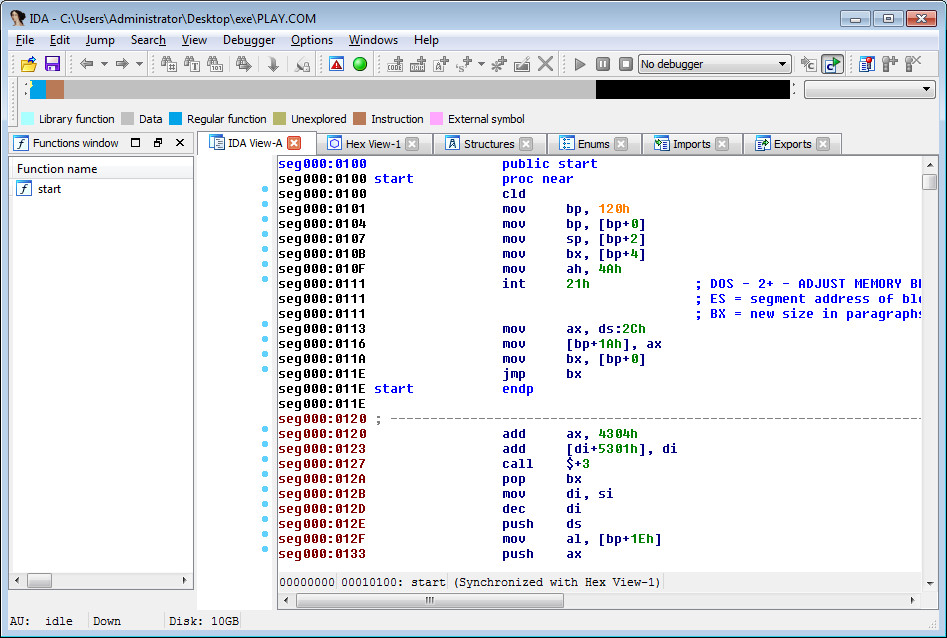 IDA - C:\Users\Administrator\Desktop\exe\PLAY.COM
File Edit Jump Search View Debugger Options Windows Help
No debugger
Library function Data Regular function Unexplored Instruction External symbol
Functions window
IDA View-A Hex View-1 Structures Enums Imports Exports
Function name
start
seg000:0100 public start
seg000:0100 start proc near
seg000:0100 cld
seg000:0101 mov bp, 120h
seg000:0104 mov bp, [bp+0]
seg000:0107 mov sp, [bp+2]
seg000:010B mov bx, [bp+4]
seg000:010F mov ah, 4Ah
seg000:0111 int 21h ; DOS - 2+ - ADJUST MEMORY BL
seg000:0111 ; ES = segment address of blo
seg000:0111 ; BX = new size in paragraphs
seg000:0113 mov ax, ds:2Ch
seg000:0116 mov [bp+1Ah], ax
seg000:011A mov bx, [bp+0]
seg000:011E jmp bx
seg000:011E start endp
seg000:011E
seg000:0120 ; ---------------------------------------------------------------
seg000:0120 add ax, 4304h
seg000:0123 add [di+5301h], di
seg000:0127 call $+3
seg000:012A pop bx
seg000:012B mov di, si
seg000:012D dec di
seg000:012E push ds
seg000:012F mov al, [bp+1Eh]
seg000:0133 push ax
00000000 00010100: start (Synchronized with Hex View-1)
AU: idle Down Disk: 10GB